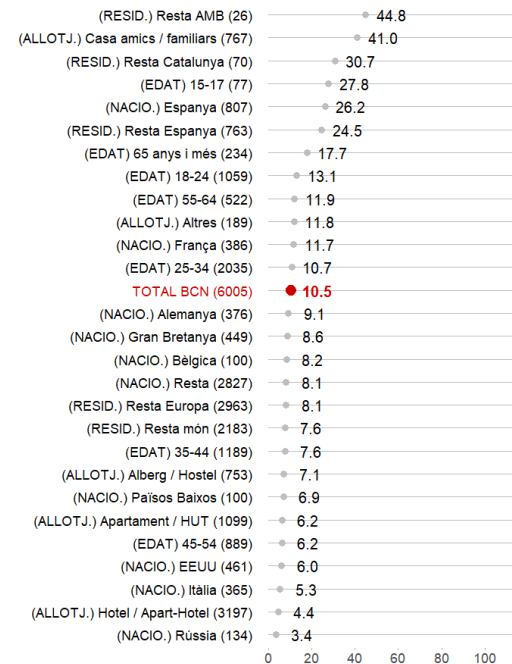 (RESID.) Resta AMB (26) 44.8
(ALLOTJ.) Casa amics / familiars (767) 41.0
(RESID.) Resta Catalunya (70) 30.7
(EDAT) 15-17 (77) 27.8
(NACIO.) Espanya (807) 26.2
(RESID.) Resta Espanya (763) 24.5
(EDAT) 65 anys i més (234) 17.7
(EDAT) 18-24 (1059) 13.1
(EDAT) 55-64 (522) 11.9
(ALLOTJ.) Altres (189) 11.8
(NACIO.) França (386) 11.7
(EDAT) 25-34 (2035) 10.7
TOTAL BCN (6005) 10.5
(NACIO.) Alemanya (376) 9.1
(NACIO.) Gran Bretanya (449) 8.6
(NACIO.) Bèlgica (100) 8.2
(NACIO.) Resta (2827) 8.1
(RESID.) Resta Europa (2963) 8.1
(RESID.) Resta món (2183) 7.6
(EDAT) 35-44 (1189) 7.6
(ALLOTJ.) Alberg / Hostel (753) 7.1
(NACIO.) Països Baixos (100) 6.9
(ALLOTJ.) Apartament / HUT (1099) 6.2
(EDAT) 45-54 (889) 6.2
(NACIO.) EEUU (461) 6.0
(NACIO.) Itàlia (365) 5.3
(ALLOTJ.) Hotel / Apart-Hotel (3197) 4.4
(NACIO.) Rússia (134) 3.4
0 20 40 60 80 100